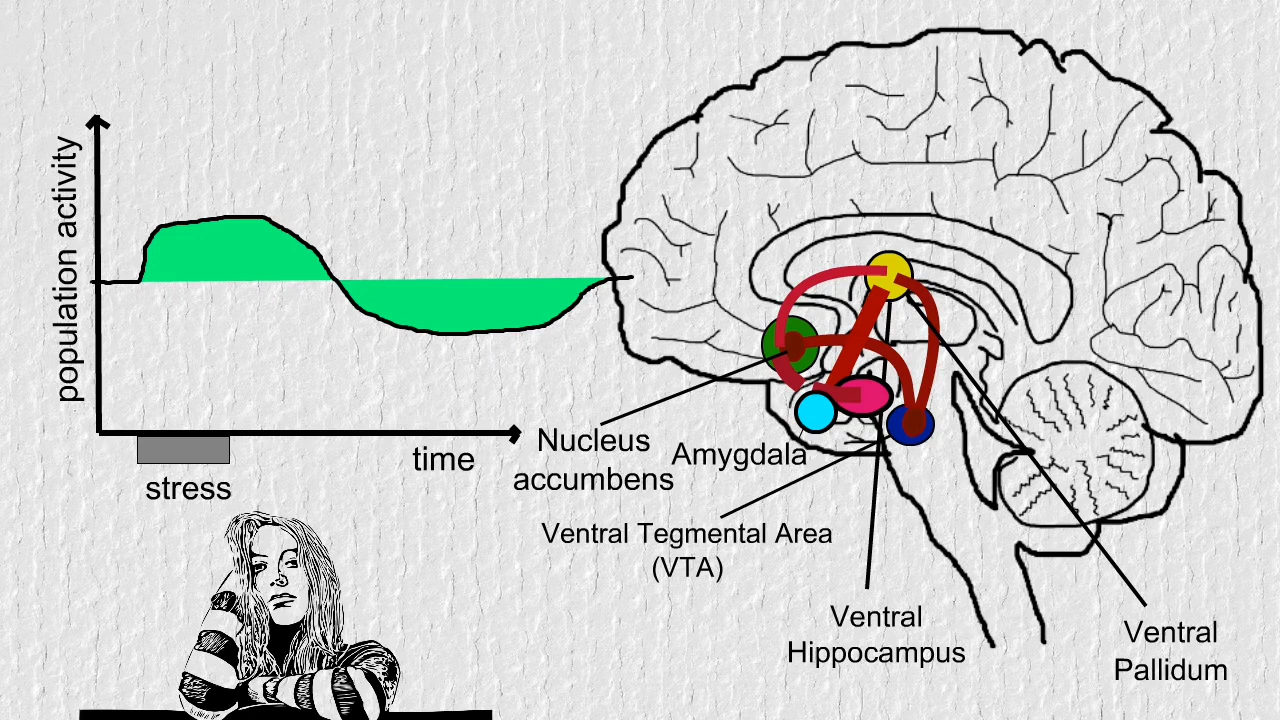 population activity
time
stress
Nucleus
accumbens
Amygdala
Ventral Tegmental Area
(VTA)
Ventral
Hippocampus
Ventral
Pallidum